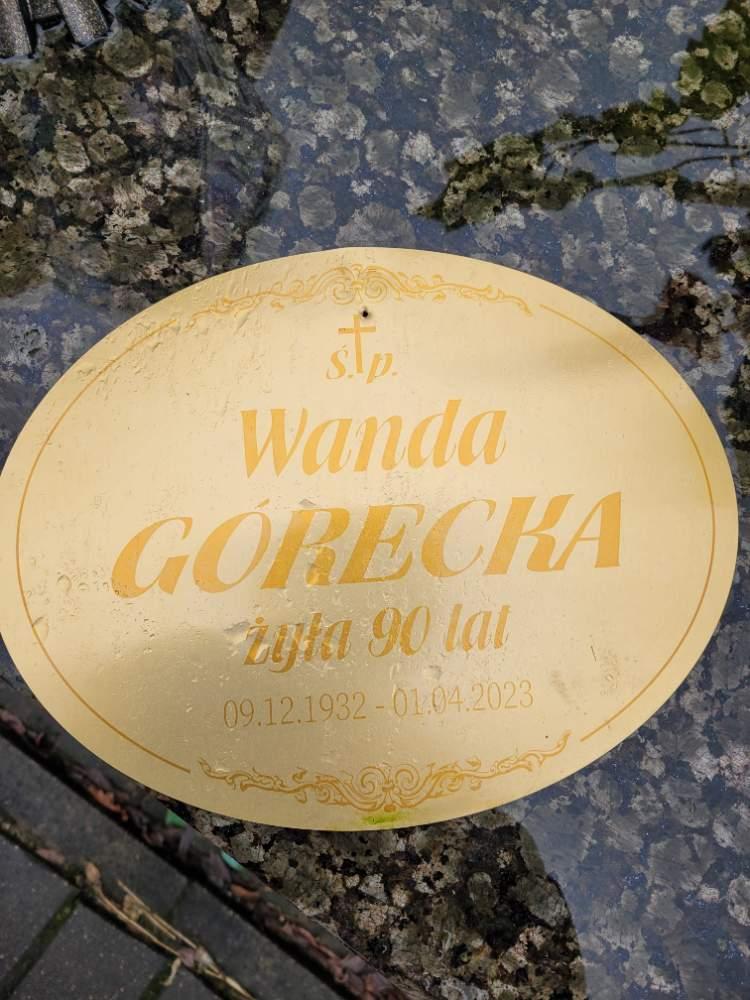 Ś. p.
Wanda
GÓRECKA
żyła 90 lat
09.12.1932 - 01.04.2023